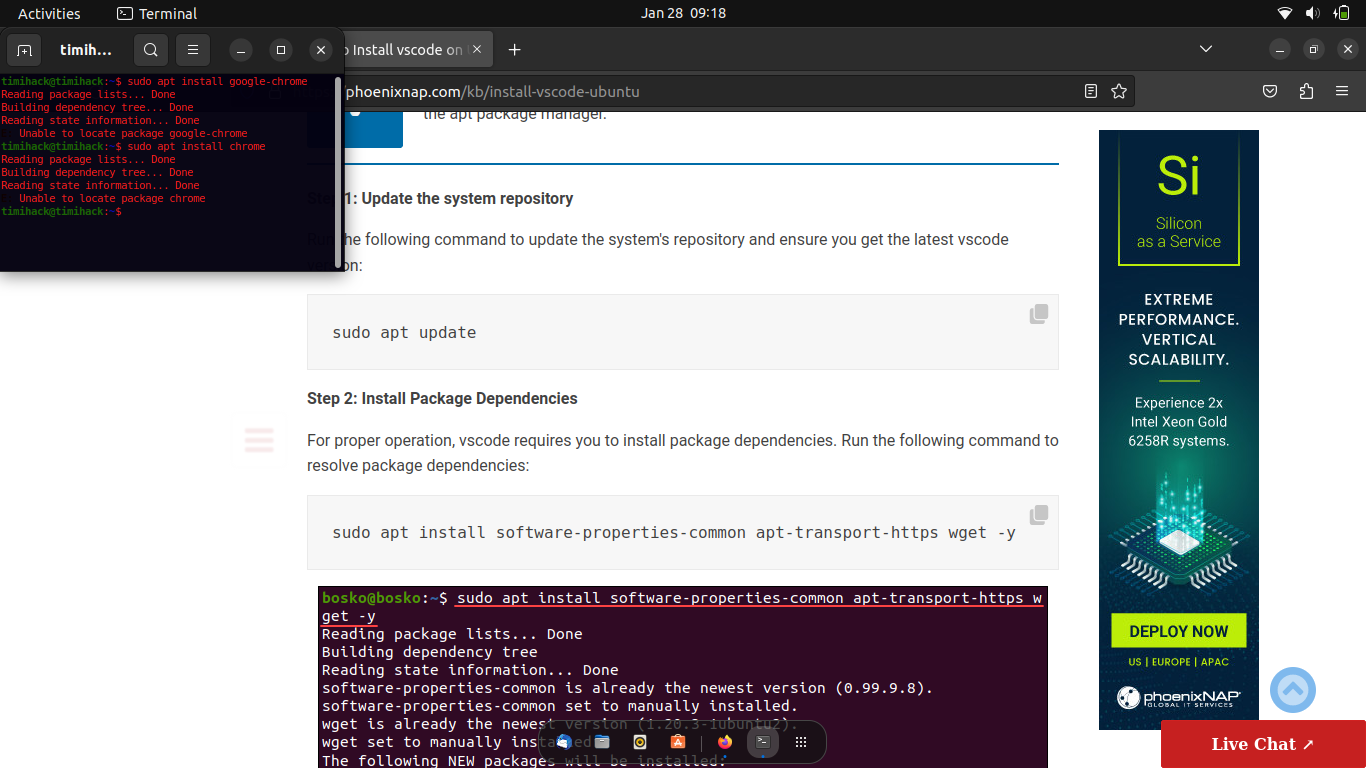 Activities
Terminal
Jan 28 09:18
timih...
Install vscode on
phoenixnap.com/kb/install-vscode-ubuntu
timihack@timihack:~$ sudo apt install google-chrome
Reading package lists... Done
Building dependency tree... Done
Reading state information... Done
Unable to locate package google-chrome
timihack@timihack:~$ sudo apt install chrome
Reading package lists... Done
Building dependency tree... Done
Reading state information... Done
Unable to locate package chrome
timihack@timihack:~$
the apt package manager.
Step 1: Update the system repository
Run the following command to update the system's repository and ensure you get the latest vscode
version:
sudo apt update
Step 2: Install Package Dependencies
For proper operation, vscode requires you to install package dependencies. Run the following command to
resolve package dependencies:
sudo apt install software-properties-common apt-transport-https wget -y
bosko@bosko:~$ sudo apt install software-properties-common apt-transport-https w
get -y
Reading package lists... Done
Building dependency tree
Reading state information... Done
software-properties-common is already the newest version (0.99.9.8).
software-properties-common set to manually installed.
wget is already the newest version (1.20.3-1ubuntu2).
wget set to manually installed.
The following NEW packages will be installed:
Si
Silicon
as a Service
EXTREME
PERFORMANCE.
VERTICAL
SCALABILITY.
Experience 2x
Intel Xeon Gold
6258R systems.
DEPLOY NOW
US | EUROPE | APAC
phoenixNAP
GLOBAL IT SERVICES
Live Chat ↗